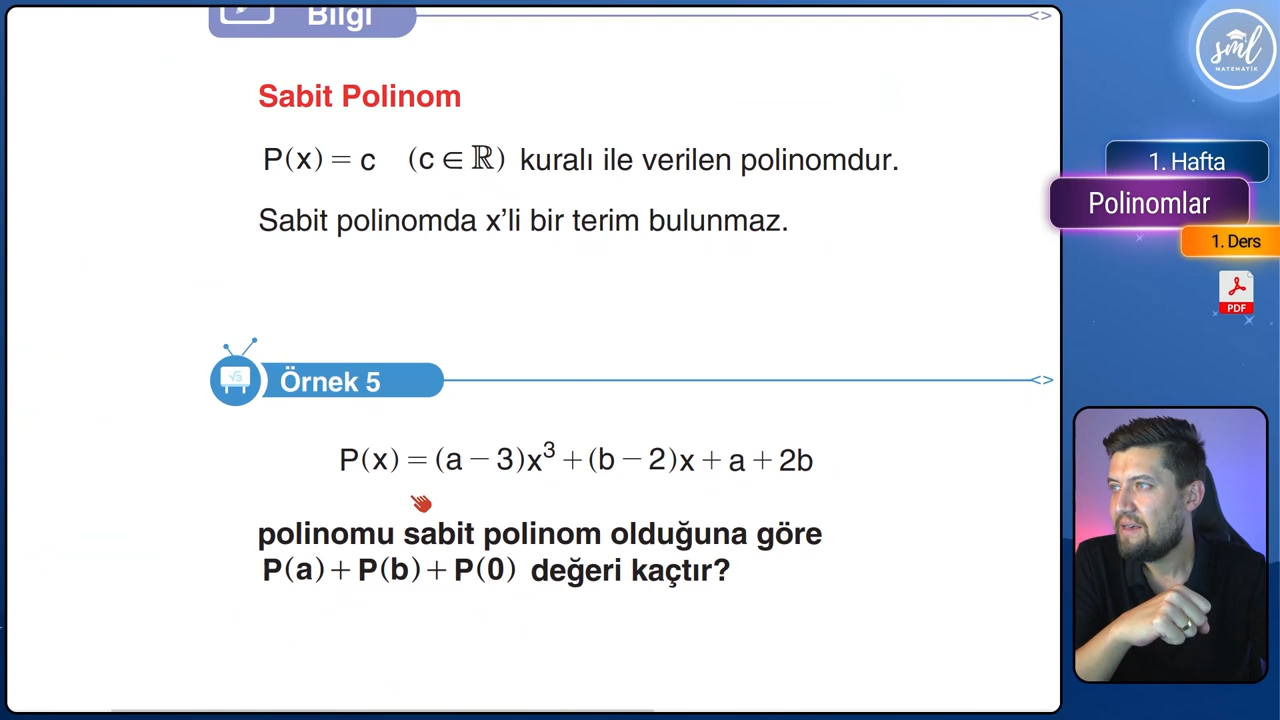 Bilgi
Sabit Polinom
P(x) = c (c ∈ ℝ) kuralı ile verilen polinomdur.
Sabit polinomda x’li bir terim bulunmaz.
√3
Örnek 5
P(x) = (a − 3)x³ + (b − 2)x + a + 2b
polinomu sabit polinom olduğuna göre
P(a) + P(b) + P(0) değeri kaçtır?
sml
MATEMATİK
1. Hafta
Polinomlar
1. Ders
PDF